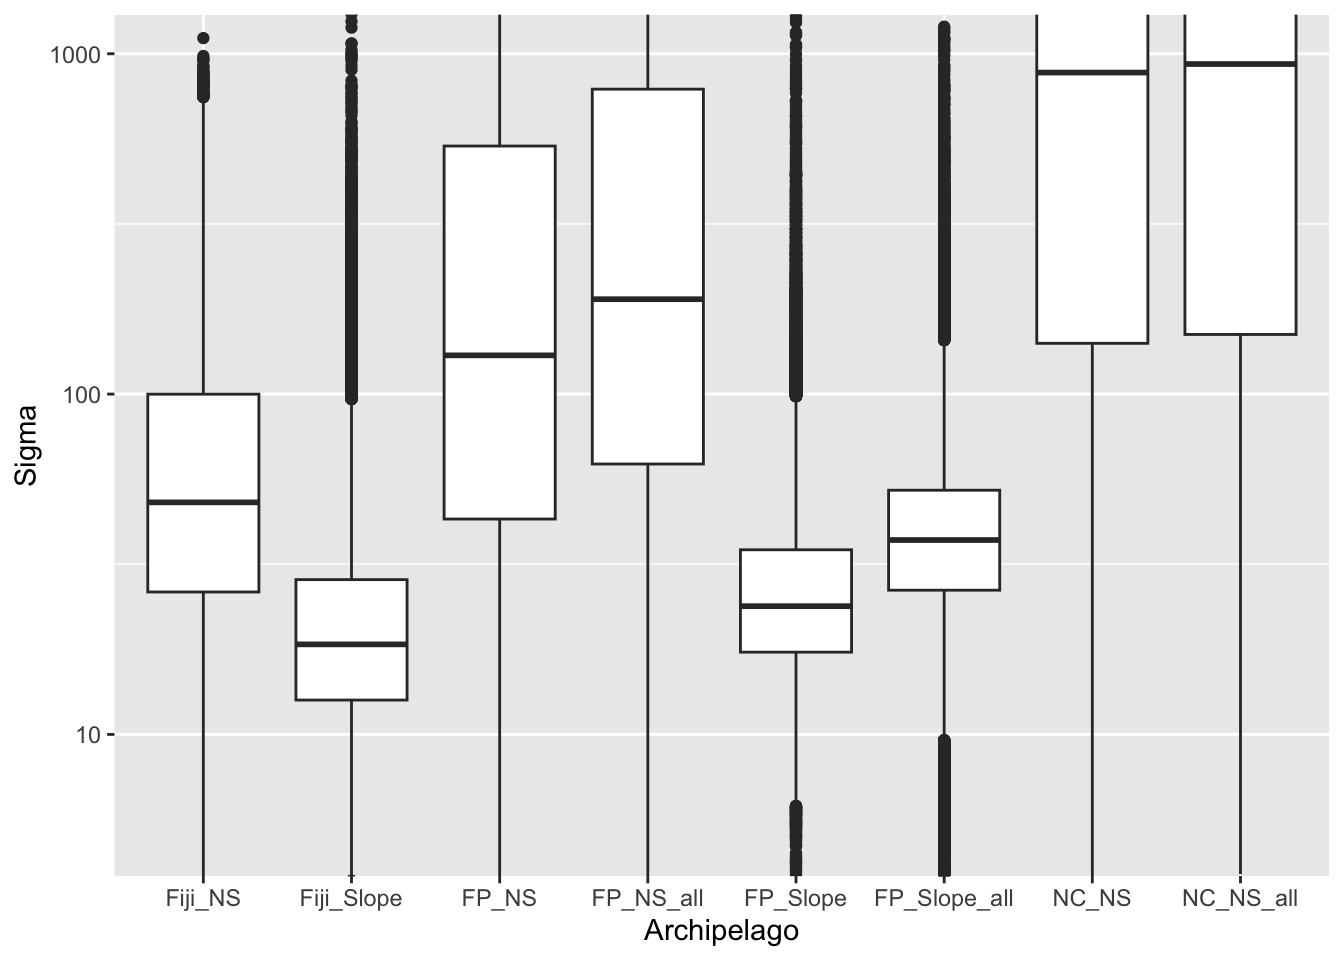 1000
100
10
Sigma
Fiji_NS
Fiji_Slope
FP_NS
FP_NS_all
FP_Slope
FP_Slope_all
NC_NS
NC_NS_all
Archipelago